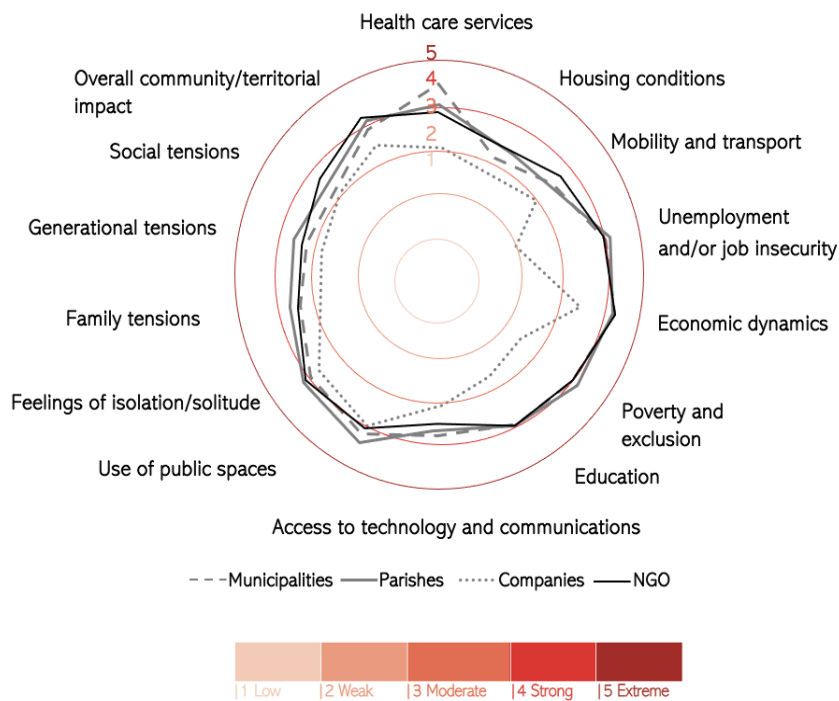 Health care services
5
4
3
2
1
Housing conditions
Mobility and transport
Unemployment
and/or job insecurity
Economic dynamics
Poverty and
exclusion
Education
Access to technology and communications
Use of public spaces
Feelings of isolation/solitude
Family tensions
Generational tensions
Social tensions
Overall community/territorial
impact
Municipalities Parishes Companies NGO
|1 Low |2 Weak |3 Moderate |4 Strong |5 Extreme